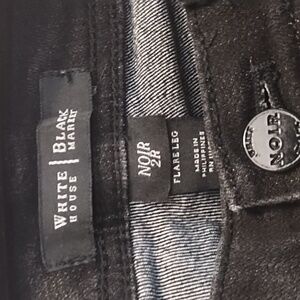 WHITE | BLACK
HOUSE | MARKET
NOIR
2R
FLARE LEG
MADE IN
PHILIPPINES
NOIR